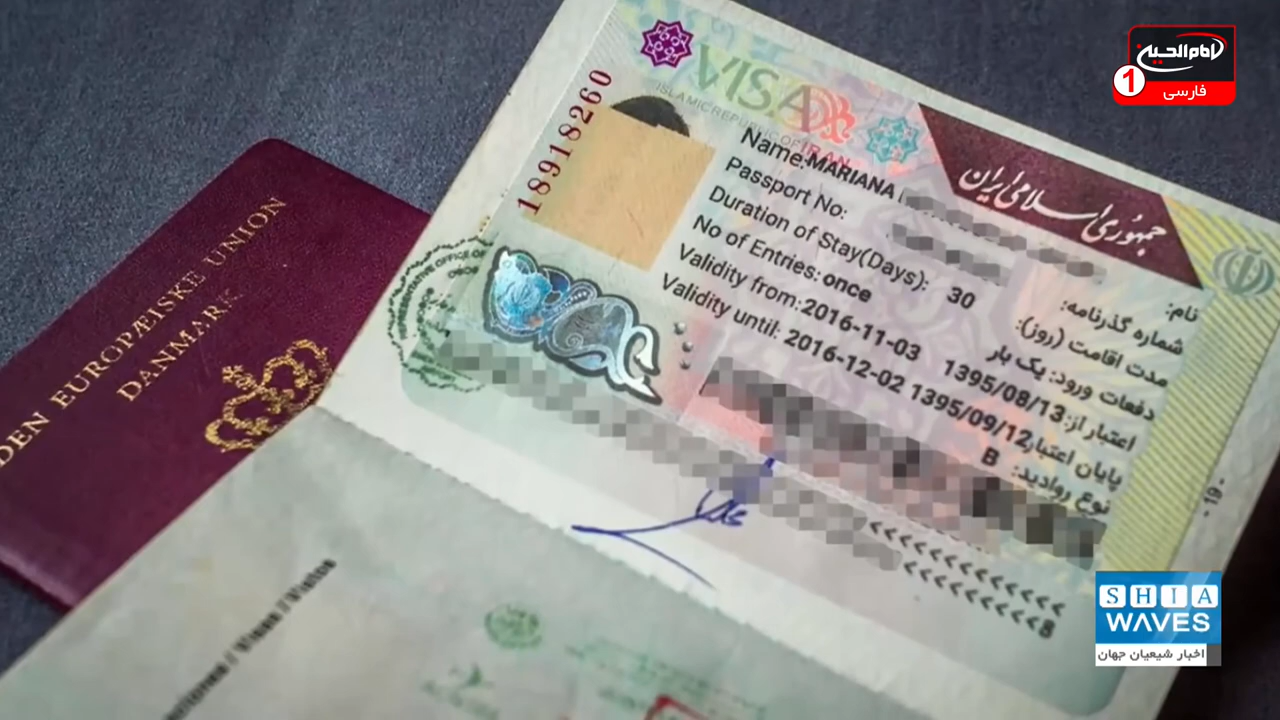 امام الحسین
1
فارسی
DEN EUROPÆISKE UNION
DANMARK
VISA
ISLAMIC REPUBLIC OF IRAN
جمهوری اسلامی ایران
18918260
Name: MARIANA
نام:
Passport No:
شماره گذرنامه:
Duration of Stay(Days): 30
مدت اقامت (روز):
No of Entries: once
دفعات ورود: یک بار
Validity from: 2016-11-03
1395/08/13 اعتبار از:
Validity until: 2016-12-02
1395/09/12 پایان اعتبار:
B نوع روادید:
- 19 -
<<<<<<<<<<<<
<<<<<<<<<<<8
SHIA
WAVES
اخبار شیعیان جهان